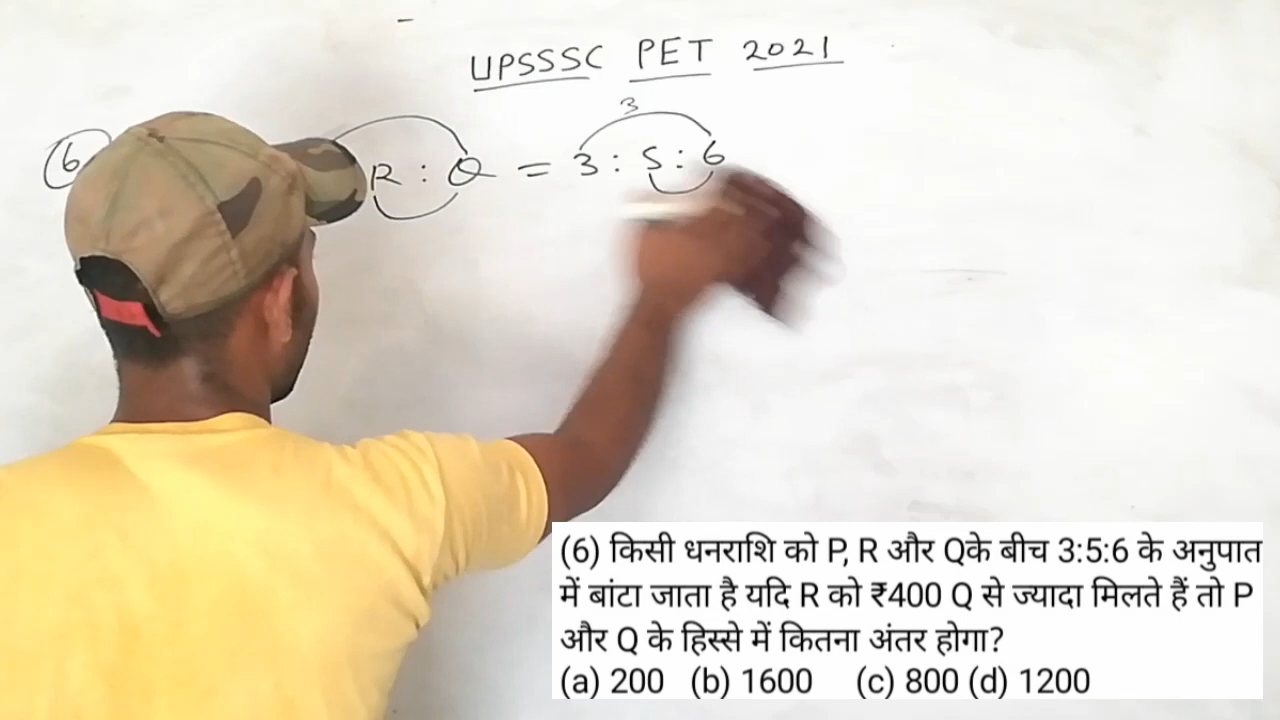 UPSSSC PET 2021
3
6 R : Q = 3 : 5 : 6
(6) किसी धनराशि को P, R और Qके बीच 3:5:6 के अनुपात
में बांटा जाता है यदि R को ₹400 Q से ज्यादा मिलते हैं तो P
और Q के हिस्से में कितना अंतर होगा?
(a) 200 (b) 1600 (c) 800 (d) 1200